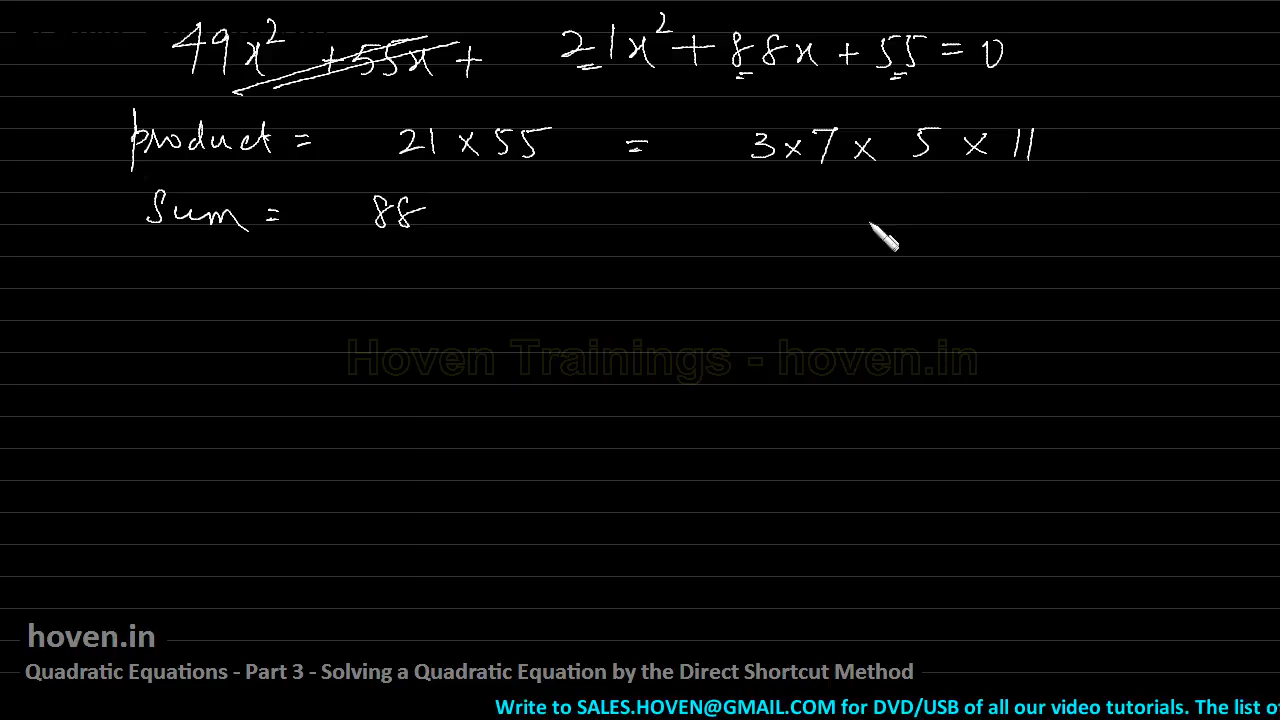 49x² +55x + 21x² + 88x + 55 = 0
product = 21 × 55 = 3 × 7 × 5 × 11
Sum = 88
Hoven Trainings - hoven.in
hoven.in
Quadratic Equations - Part 3 - Solving a Quadratic Equation by the Direct Shortcut Method
Write to SALES.HOVEN@GMAIL.COM for DVD/USB of all our video tutorials. The list o